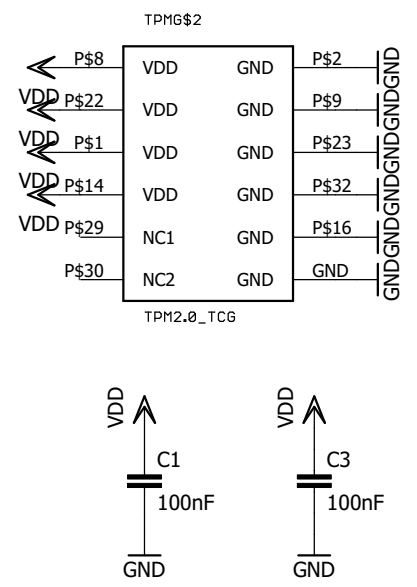 TPMG$2
P$8 VDD GND P$2 GND
VDD P$22 VDD GND P$9 GND
VDD P$1 VDD GND P$23 GND
VDD P$14 VDD GND P$32 GND
VDD P$29 NC1 GND P$16 GND
P$30 NC2 GND GND GND
TPM2.0_TCG
VDD VDD
C1 C3
100nF 100nF
GND GND